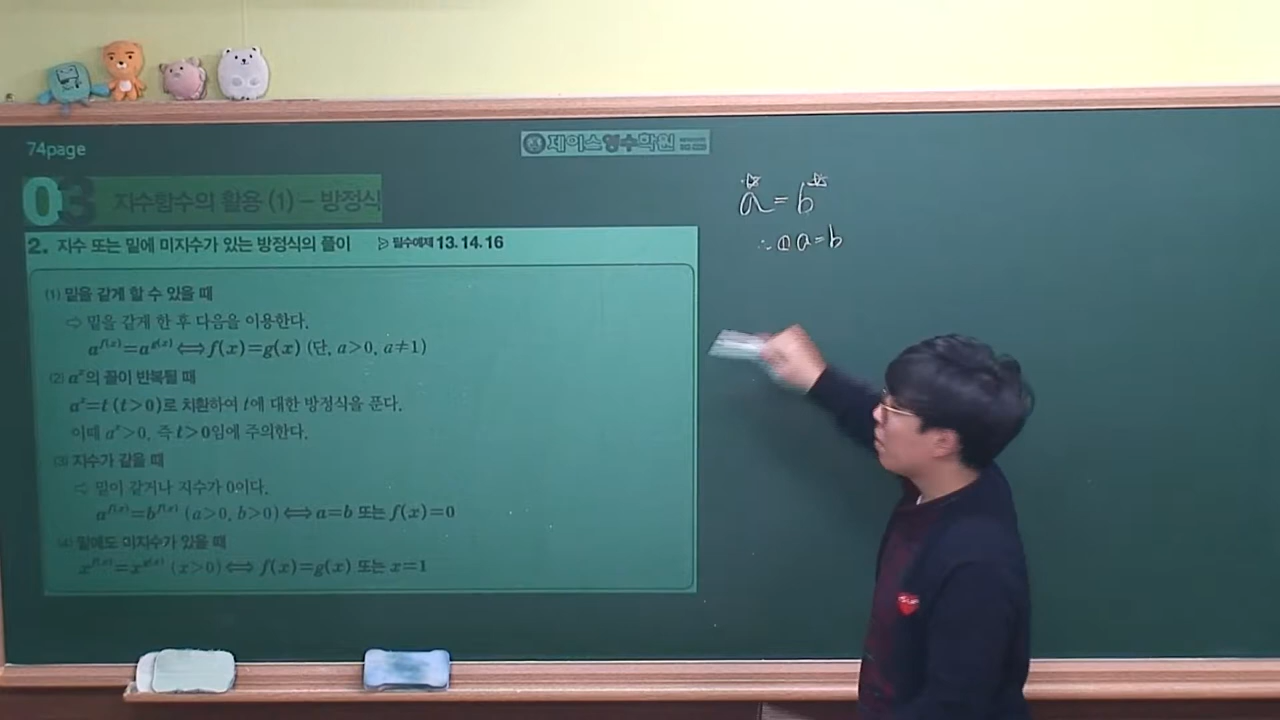 74page
제이스영수학원
03 지수함수의 활용 (1) – 방정식
2. 지수 또는 밑에 미지수가 있는 방정식의 풀이 ▷ 필수예제 13. 14. 16
(1) 밑을 같게 할 수 있을 때
⇨ 밑을 같게 한 후 다음을 이용한다.
a^{f(x)}=a^{g(x)} ⟺ f(x)=g(x) (단, a>0, a≠1)
(2) a^x의 꼴이 반복될 때
a^x=t (t>0)로 치환하여 t에 대한 방정식을 푼다.
이때 a^x>0, 즉 t>0임에 주의한다.
(3) 지수가 같을 때
⇨ 밑이 같거나 지수가 0이다.
a^{f(x)}=b^{f(x)} (a>0, b>0) ⟺ a=b 또는 f(x)=0
(4) 밑에도 미지수가 있을 때
x^{f(x)}=x^{g(x)} (x>0) ⟺ f(x)=g(x) 또는 x=1
a^☆=b^☆
∴ ① a=b